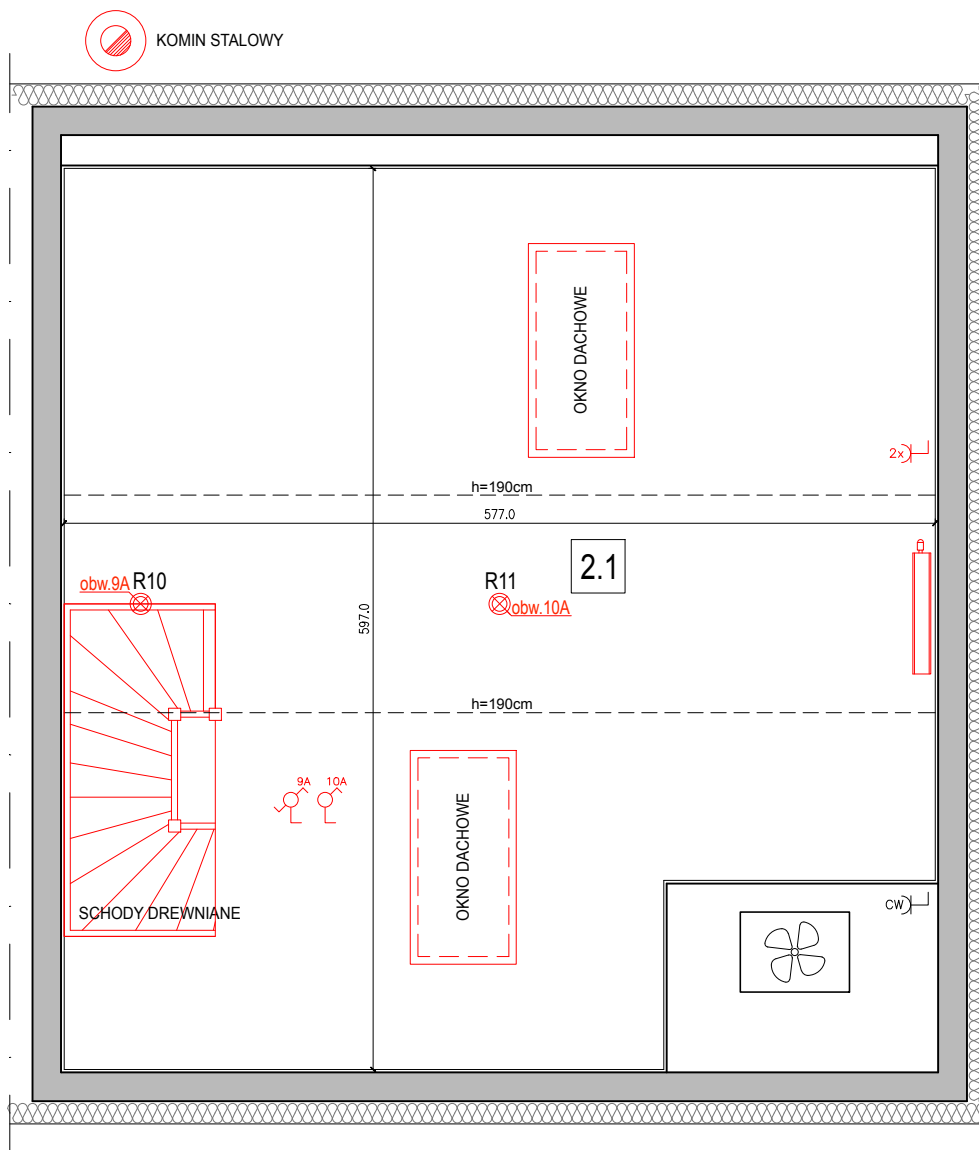 KOMIN STALOWY
OKNO DACHOWE
2x
h=190cm
577.0
2.1
obw.9A
R10
R11
obw.10A
597.0
h=190cm
9A
10A
OKNO DACHOWE
CW
SCHODY DREWNIANE